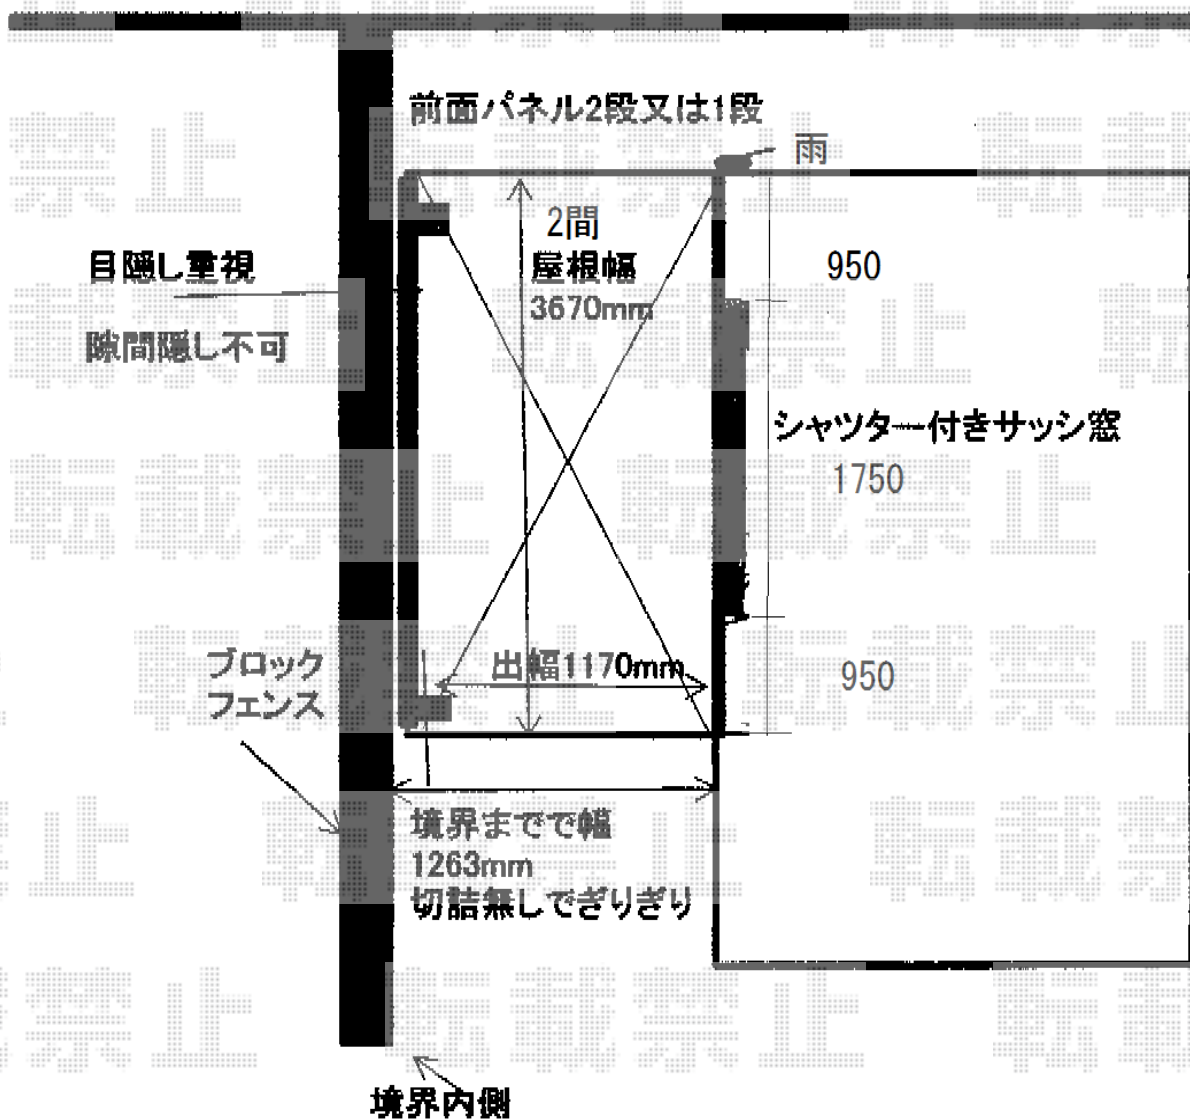 前面パネル2段又は1段
雨
2間
屋根幅
3670mm
950
目隠し重視
隙間隠し不可
シャツター付きサッシ窓
1750
ブロック
フェンス
出幅1170mm
950
境界までで幅
1263mm
切詰無しでぎりぎり
境界内側
転載禁止